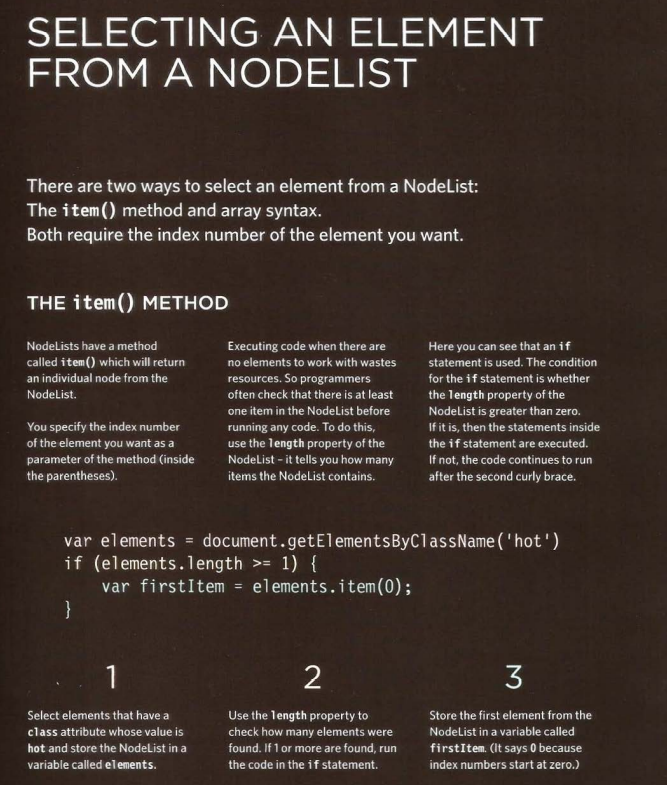 SELECTING AN ELEMENT
FROM A NODELIST
There are two ways to select an element from a NodeList:
The item() method and array syntax.
Both require the index number of the element you want.
THE item() METHOD
NodeLists have a method
called item() which will return
an individual node from the
NodeList.
You specify the index number
of the element you want as a
parameter of the method (inside
the parentheses).
Executing code when there are
no elements to work with wastes
resources. So programmers
often check that there is at least
one item in the NodeList before
running any code. To do this,
use the length property of the
NodeList - it tells you how many
items the NodeList contains.
Here you can see that an if
statement is used. The condition
for the if statement is whether
the length property of the
NodeList is greater than zero.
If it is, then the statements inside
the if statement are executed.
If not, the code continues to run
after the second curly brace.
var elements = document.getElementsByClassName('hot')
if (elements.length >= 1) {
    var firstItem = elements.item(0);
}
1
Select elements that have a
class attribute whose value is
hot and store the NodeList in a
variable called elements.
2
Use the length property to
check how many elements were
found. If 1 or more are found, run
the code in the if statement.
3
Store the first element from the
NodeList in a variable called
firstItem. (It says 0 because
index numbers start at zero.)